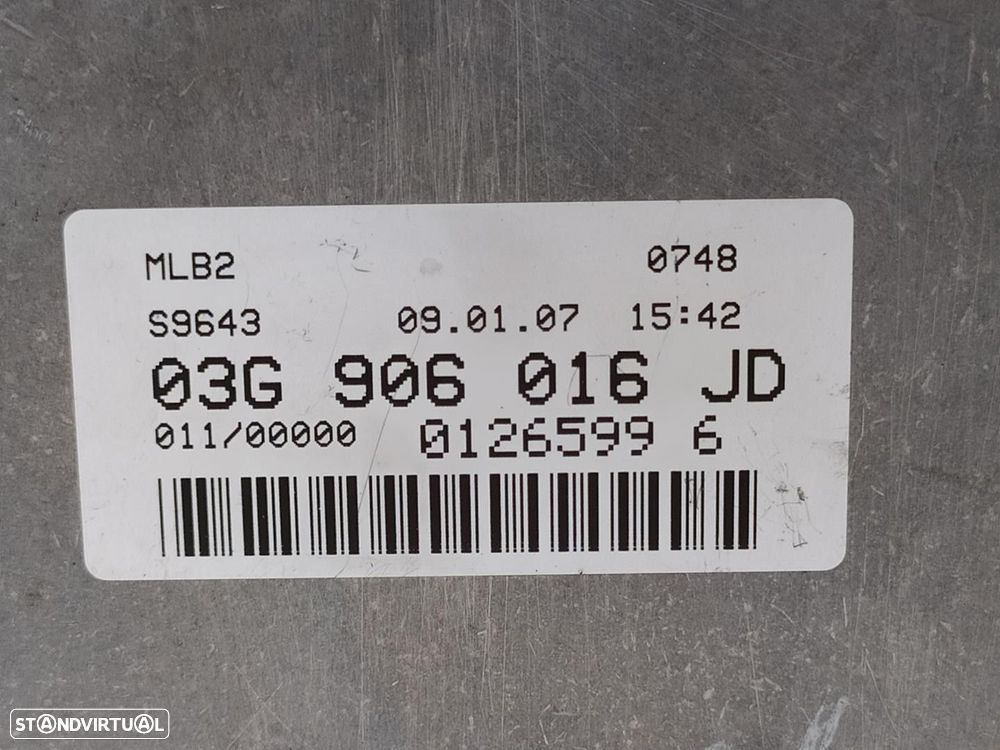 MLB2 0748
S9643 09.01.07 15:42
03G 906 016 JD
011/00000 0126599 6
STANDVIRTUAL